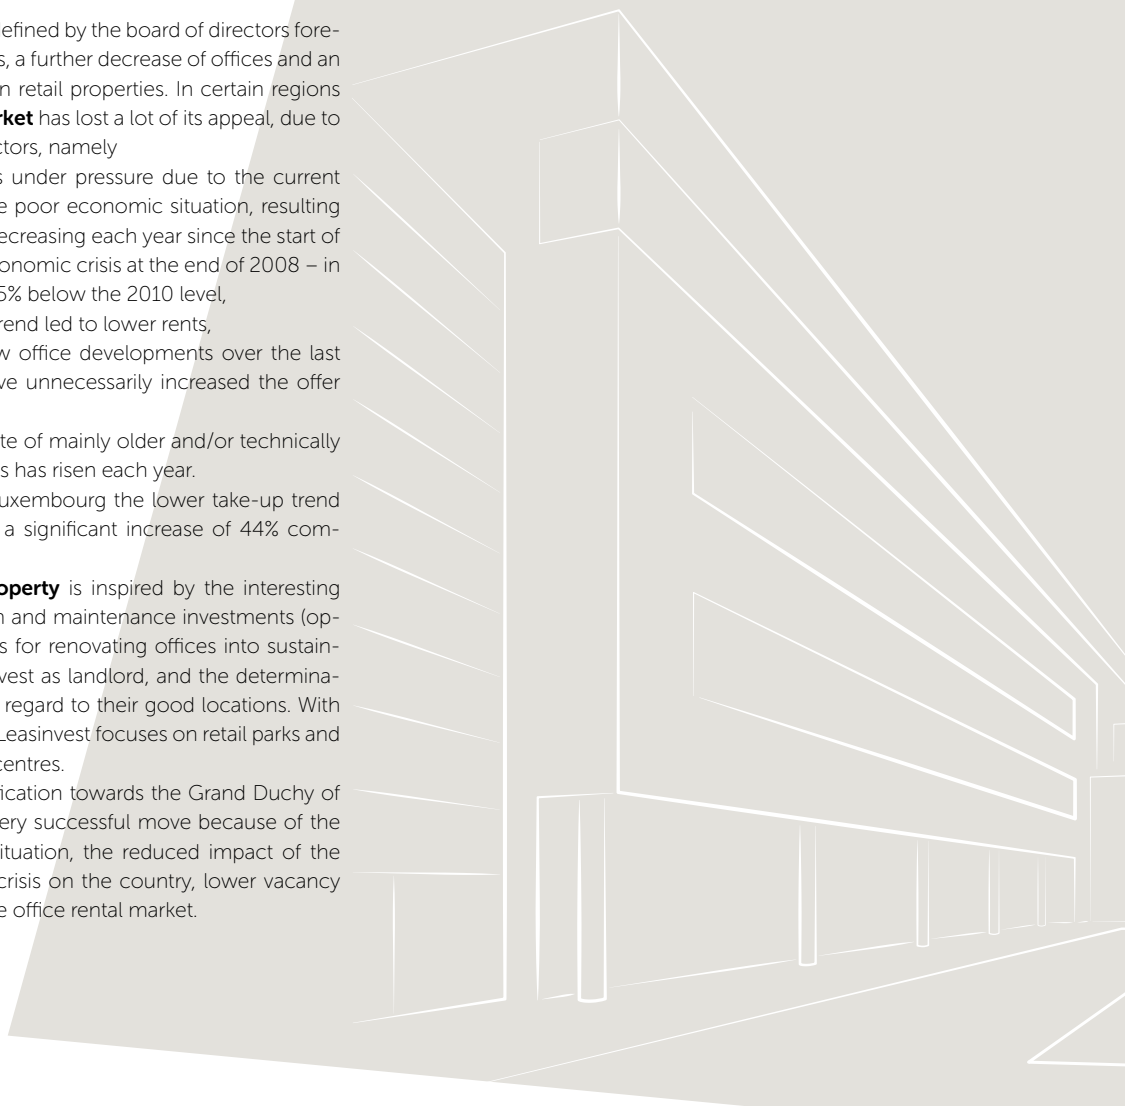 efined by the board of directors fore-
s, a further decrease of offices and an
n retail properties. In certain regions
rket has lost a lot of its appeal, due to
ctors, namely
s under pressure due to the current
e poor economic situation, resulting
ecreasing each year since the start of
onomic crisis at the end of 2008 – in
5% below the 2010 level,
rend led to lower rents,
w office developments over the last
ve unnecessarily increased the offer
te of mainly older and/or technically
s has risen each year.
uxembourg the lower take-up trend
a significant increase of 44% com-
operty is inspired by the interesting
n and maintenance investments (op-
s for renovating offices into sustain-
vest as landlord, and the determina-
regard to their good locations. With
Leasinvest focuses on retail parks and
centres.
ication towards the Grand Duchy of
ery successful move because of the
ituation, the reduced impact of the
crisis on the country, lower vacancy
e office rental market.